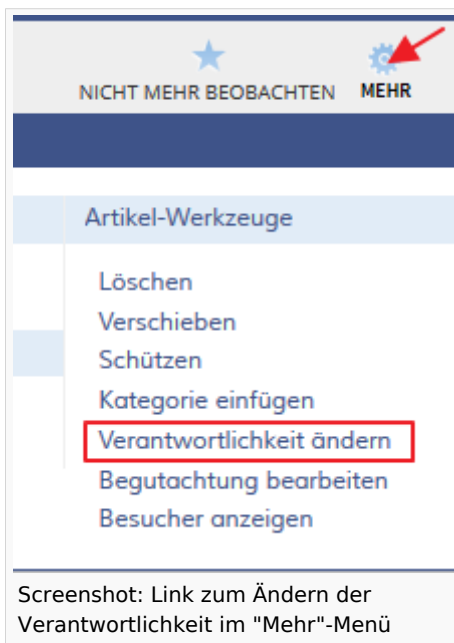 NICHT MEHR BEOBACHTEN MEHR
Artikel-Werkzeuge
Löschen
Verschieben
Schützen
Kategorie einfügen
Verantwortlichkeit ändern
Begutachtung bearbeiten
Besucher anzeigen
Screenshot: Link zum Ändern der
Verantwortlichkeit im "Mehr"-Menü